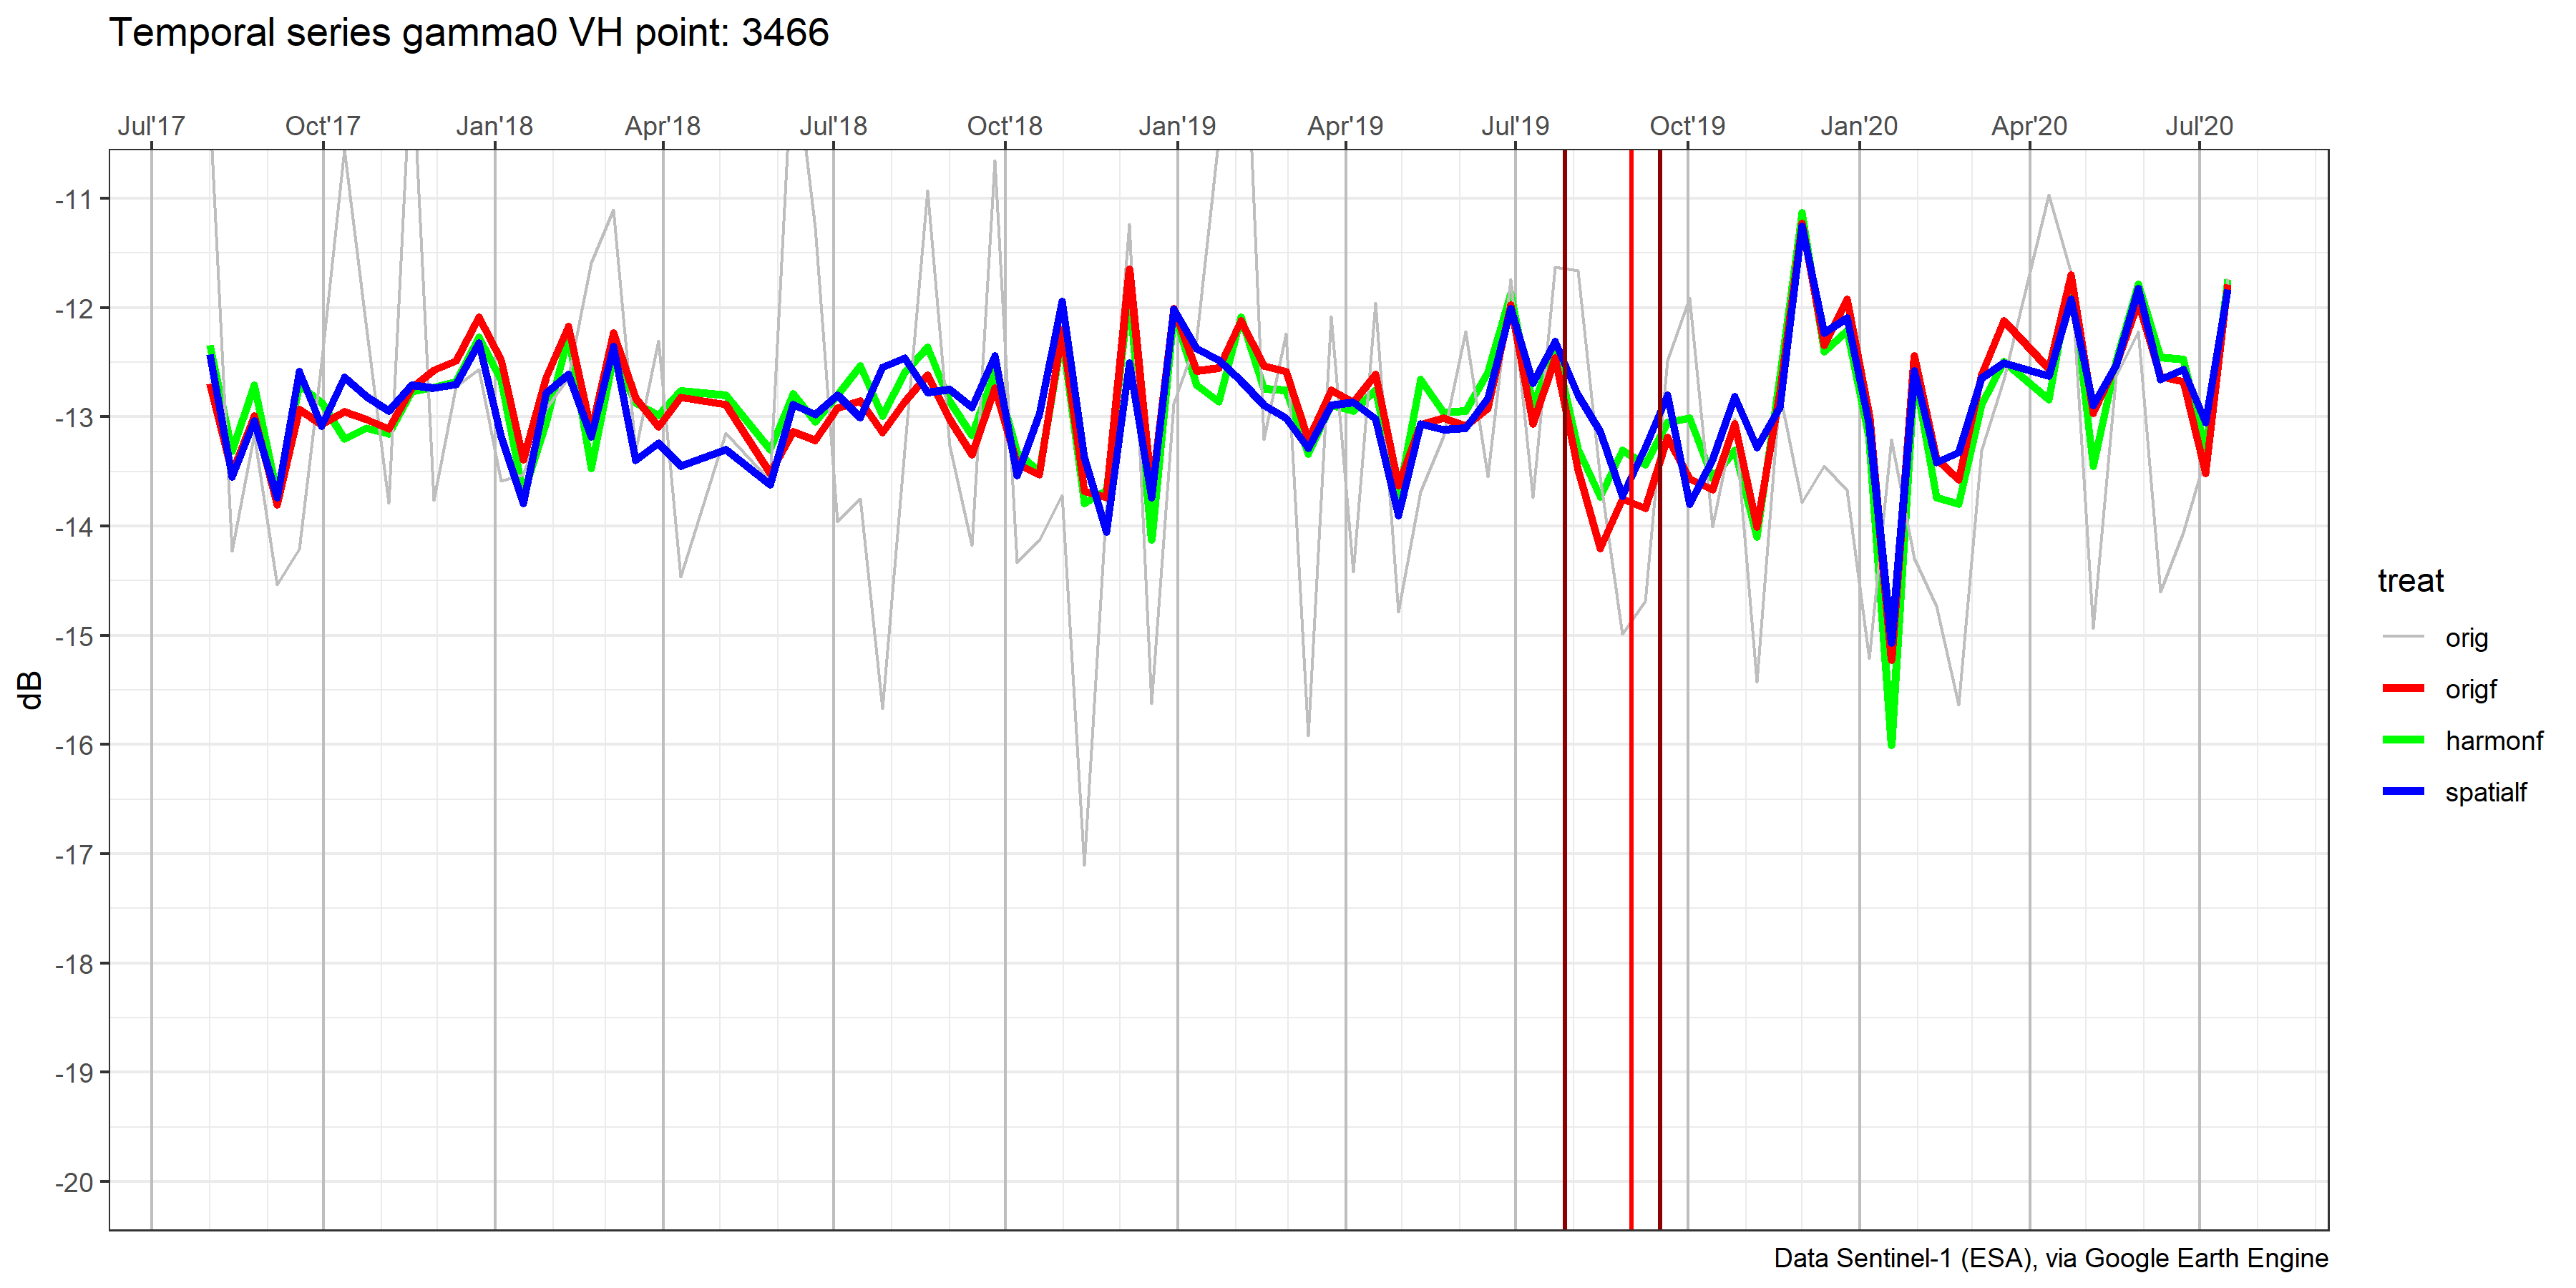 Temporal series gamma0 VH point: 3466
Jul'17 Oct'17 Jan'18 Apr'18 Jul'18 Oct'18 Jan'19 Apr'19 Jul'19 Oct'19 Jan'20 Apr'20 Jul'20
-11
-12
-13
-14
-15
-16
-17
-18
-19
-20
dB
treat
orig
origf
harmonf
spatialf
Data Sentinel-1 (ESA), via Google Earth Engine